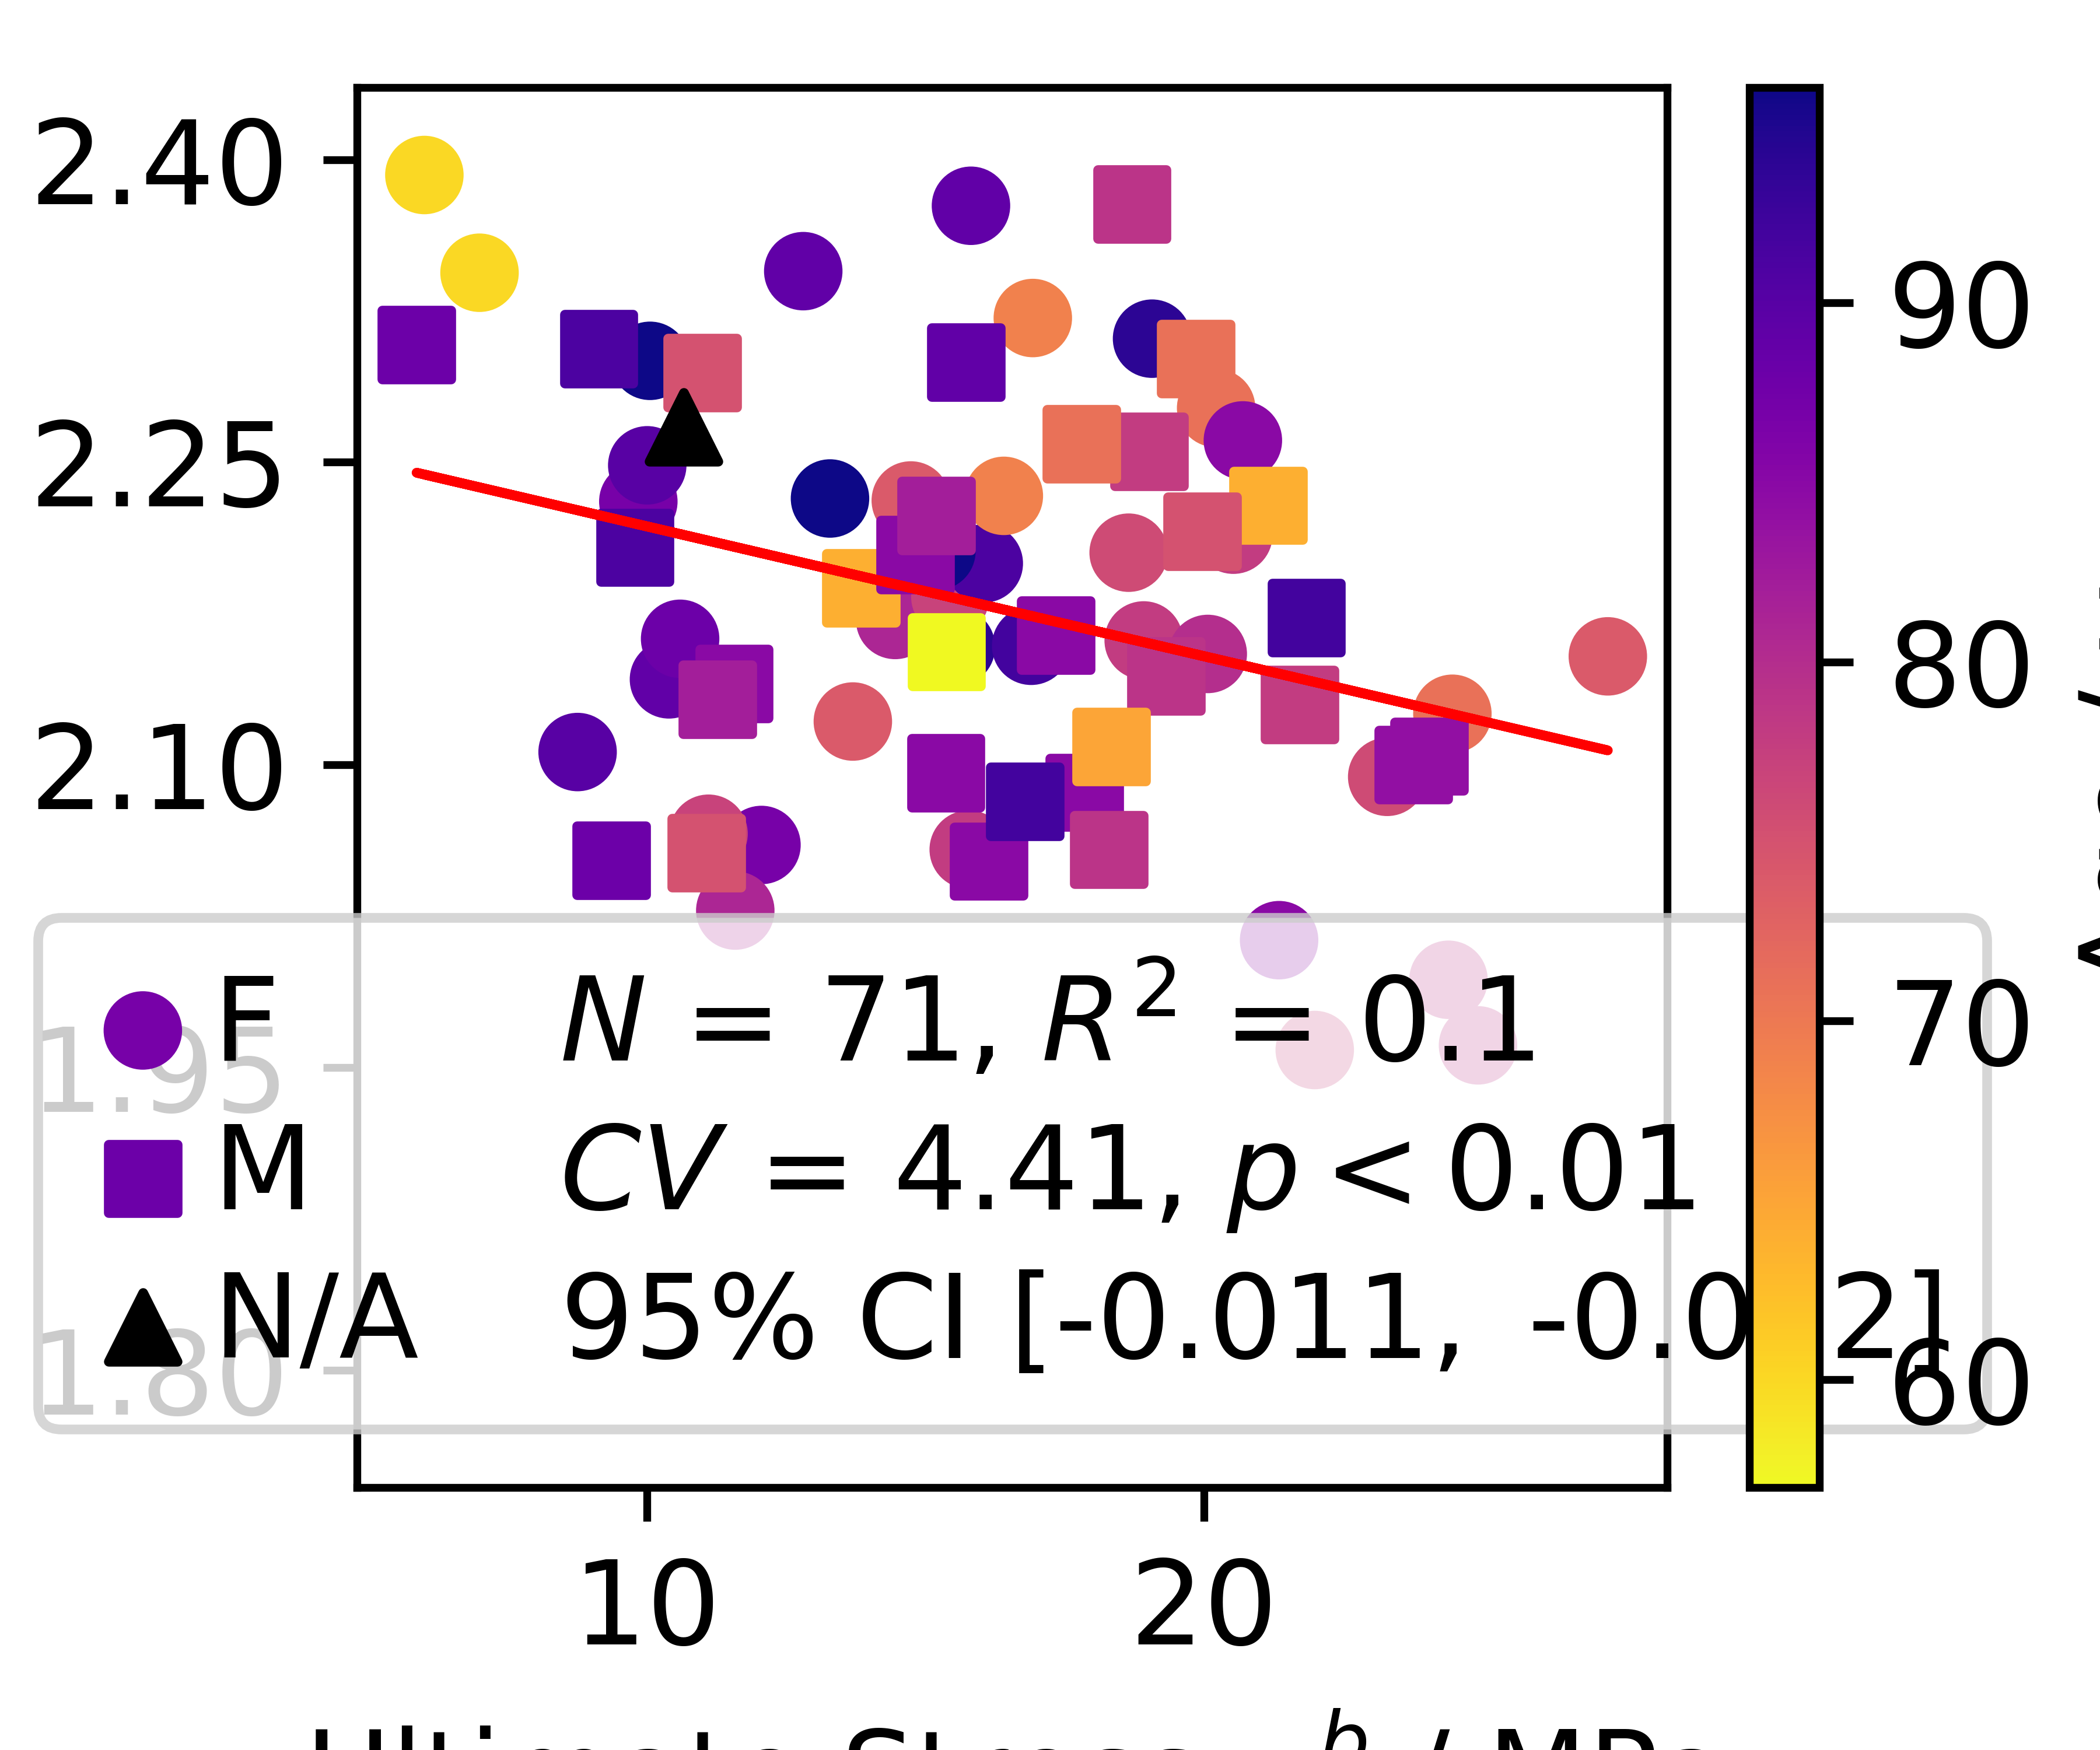 2.40
2.25
2.10
1.95
1.80
10
20
90
80
70
60
F
M
N/A
N = 71, R² = 0.1
CV = 4.41, p < 0.01
95% CI [-0.011, -0.0 2]